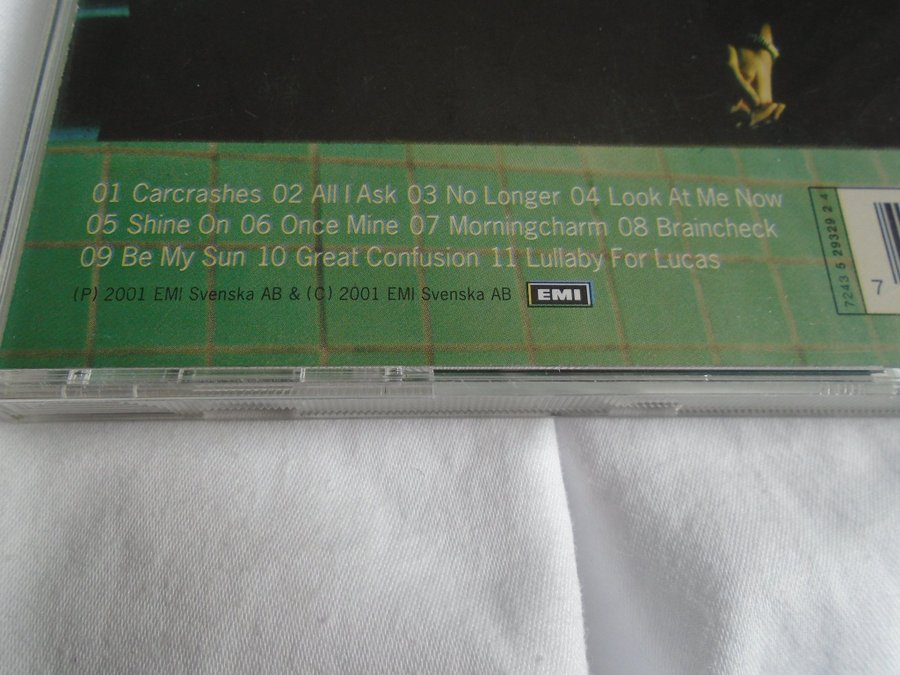 01 Carcrashes 02 All I Ask 03 No Longer 04 Look At Me Now
05 Shine On 06 Once Mine 07 Morningcharm 08 Braincheck
09 Be My Sun 10 Great Confusion 11 Lullaby For Lucas
(P) 2001 EMI Svenska AB & (C) 2001 EMI Svenska AB EMI
7243 5 29329 2 4
7